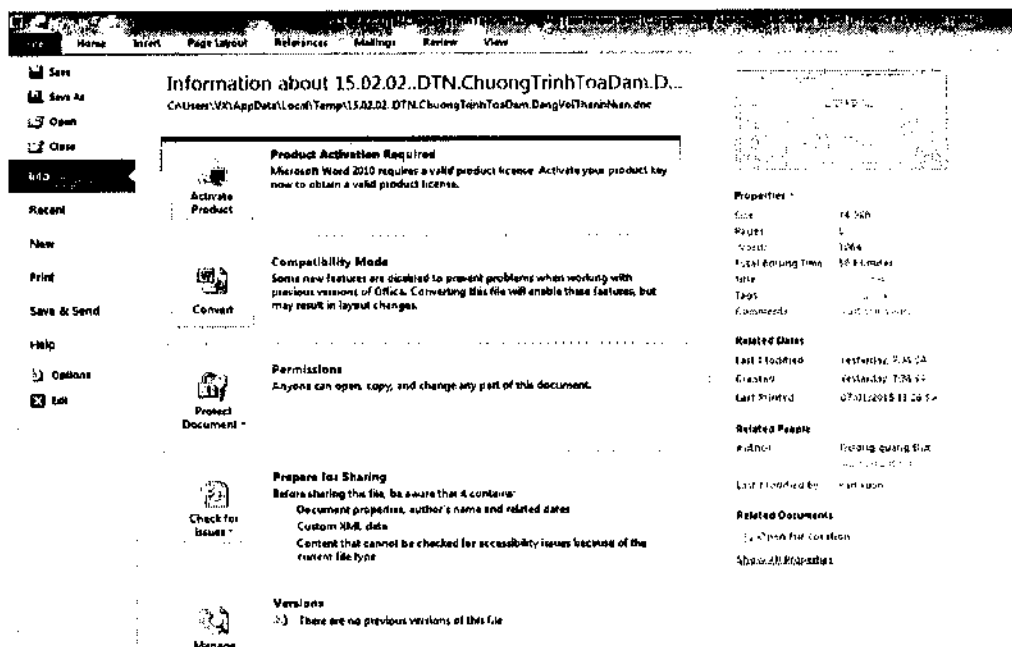 Home Insert Page Layout References Mailings Review View
Save
Save As
Open
Close
Info
Recent
New
Print
Save & Send
Help
Options
Exit
Information about 15.02.02..DTN.ChuongTrinhToaDam.D...
C:\Users\VX\AppData\Local\Temp\15.02.02..DTN.ChuongTrinhToaDam.DangVoiThanhNien.doc
Activate
Product
Product Activation Required
Microsoft Word 2010 requires a valid product license. Activate your product key
now to obtain a valid product license.
Convert
Compatibility Mode
Some new features are disabled to prevent problems when working with
previous versions of Office. Converting this file will enable these features, but
may result in layout changes.
Protect
Document
Permissions
Anyone can open, copy, and change any part of this document.
Check for
Issues
Prepare for Sharing
Before sharing this file, be aware that it contains:
Document properties, author's name and related dates
Custom XML data
Content that cannot be checked for accessibility issues because of the
current file type
Manage
Versions
There are no previous versions of this file
Properties
Size
Pages
Words
Total Editing Time
Title
Tags
Comments
Related Dates
Last Modified
Created
Last Printed
Related People
Author
Last Modified By
Related Documents
Open File Location
Show All Properties